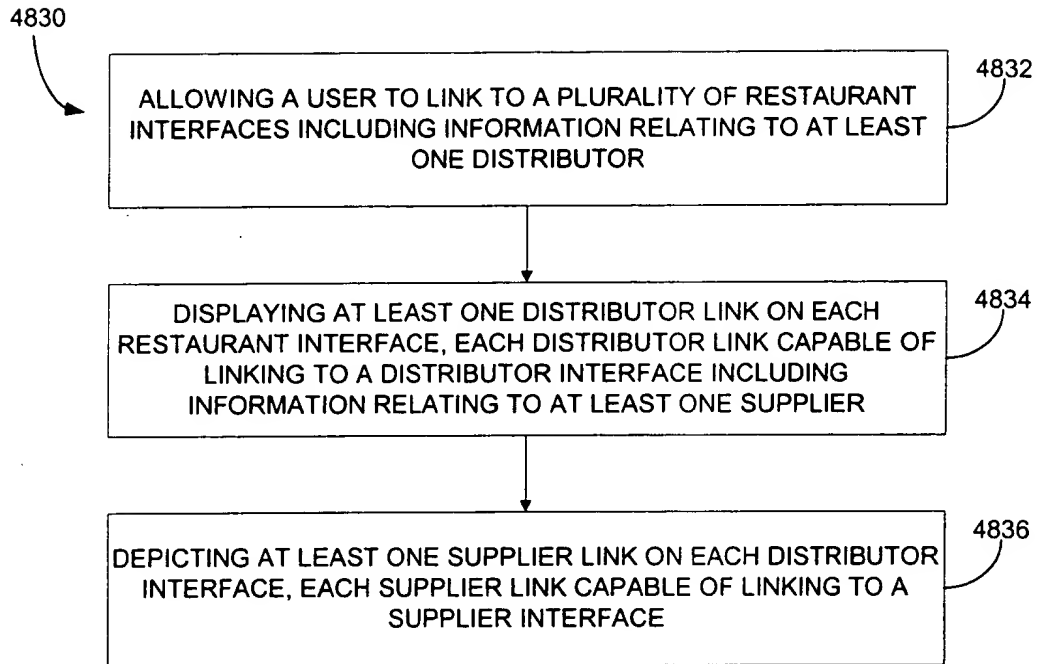 4830
4832
ALLOWING A USER TO LINK TO A PLURALITY OF RESTAURANT
INTERFACES INCLUDING INFORMATION RELATING TO AT LEAST
ONE DISTRIBUTOR
4834
DISPLAYING AT LEAST ONE DISTRIBUTOR LINK ON EACH
RESTAURANT INTERFACE, EACH DISTRIBUTOR LINK CAPABLE OF
LINKING TO A DISTRIBUTOR INTERFACE INCLUDING
INFORMATION RELATING TO AT LEAST ONE SUPPLIER
4836
DEPICTING AT LEAST ONE SUPPLIER LINK ON EACH DISTRIBUTOR
INTERFACE, EACH SUPPLIER LINK CAPABLE OF LINKING TO A
SUPPLIER INTERFACE